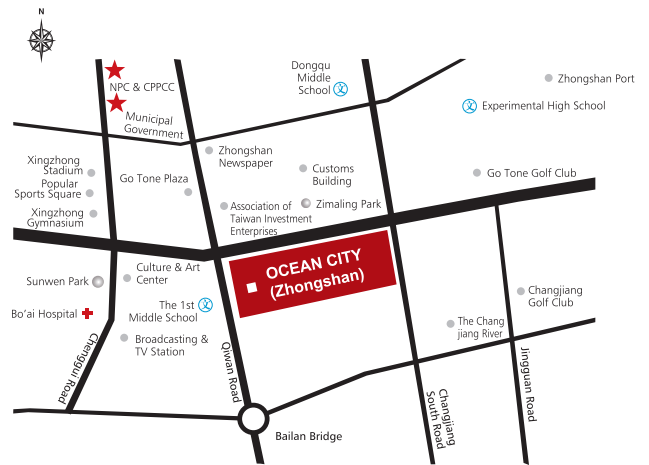 N
Dongqu
Middle
School
Zhongshan Port
NPC & CPPCC
Experimental High School
Municipal
Government
Zhongshan
Newspaper
Xingzhong
Stadium
Customs
Building
Go Tone Golf Club
Go Tone Plaza
Popular
Sports Square
Association of
Taiwan Investment
Enterprises
Zimaling Park
Xingzhong
Gymnasium
OCEAN CITY
(Zhongshan)
Culture & Art
Center
Sunwen Park
Changjiang
Golf Club
The 1st
Middle School
Bo'ai Hospital
The Chang
jiang River
Broadcasting &
TV Station
Chenggui Road
Qiwan Road
Jingguan Road
Changjiang
South Road
Bailan Bridge